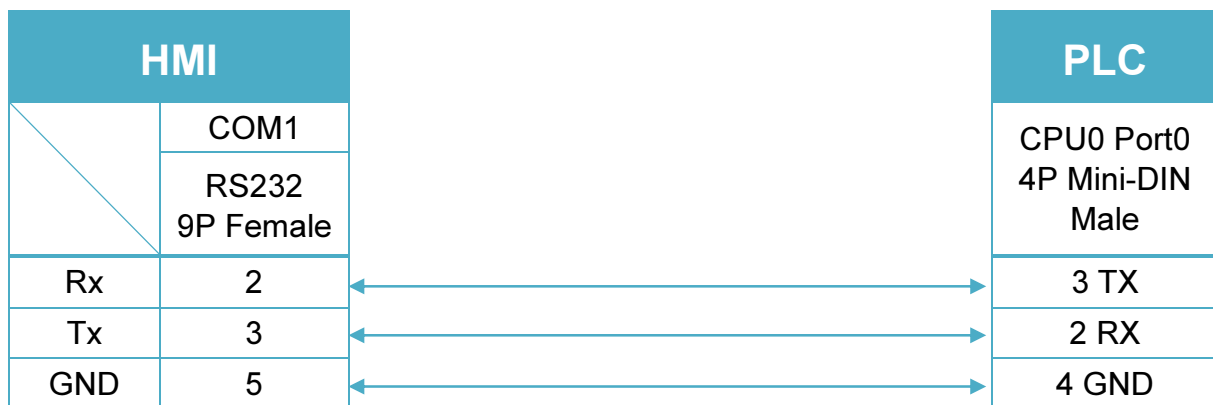 HMI
PLC
COM1
RS232
9P Female
CPU0 Port0
4P Mini-DIN
Male
Rx 2 3 TX
Tx 3 2 RX
GND 5 4 GND